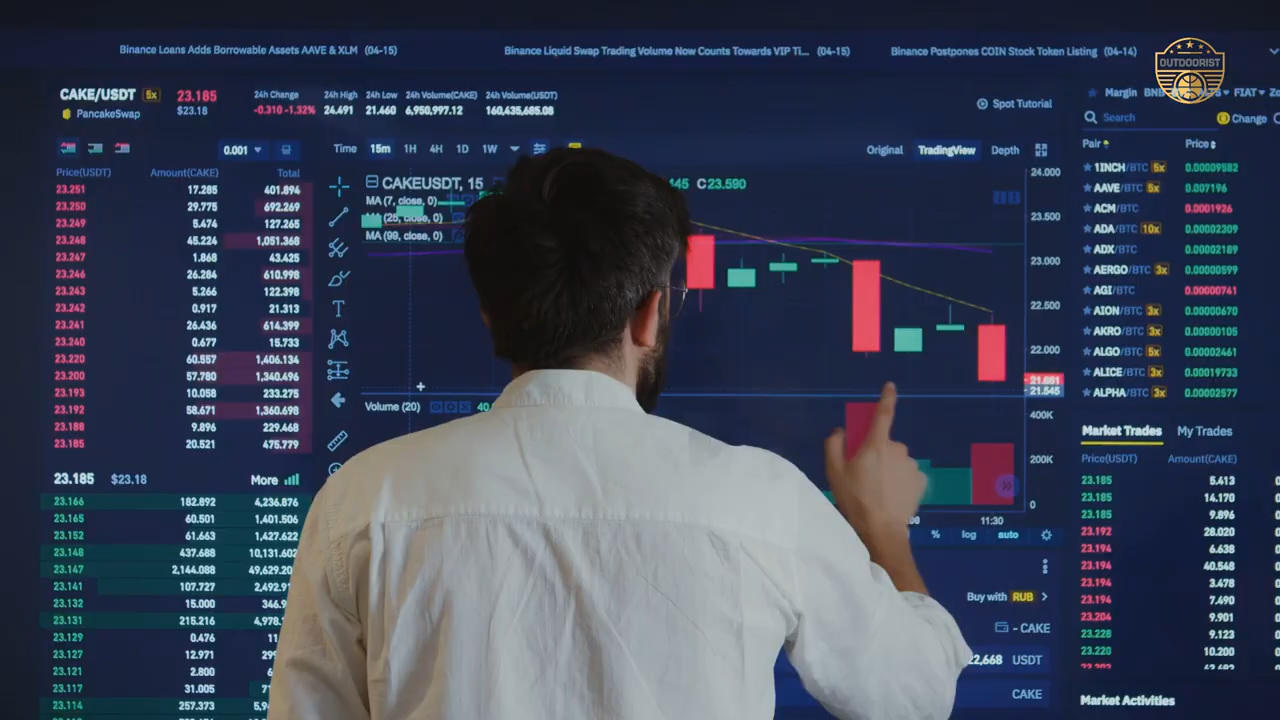 Binance Loans Adds Borrowable Assets AAVE & XLM (04-15)
Binance Liquid Swap Trading Volume Now Counts Towards VIP Ti... (04-15)
Binance Postpones COIN Stock Token Listing (04-14)
OUTDOORIST
CAKE/USDT 5x 23.185
PancakeSwap $23.18
24h Change 24h High 24h Low 24h Volume(CAKE) 24h Volume(USDT)
-0.310 -1.32% 24.491 21.460 6,950,997.12 160,435,685.08
Spot Tutorial
Margin FIAT
Search Change
0.001
Time 15m 1H 4H 1D 1W
Original TradingView Depth
Price(USDT) Amount(CAKE) Total
23.251 17.285 401.894
23.250 29.775 692.269
23.249 5.474 127.265
23.248 45.224 1,051.368
23.247 1.868 43.425
23.246 26.284 610.998
23.243 5.266 122.398
23.242 0.917 21.313
23.241 26.436 614.399
23.240 0.677 15.733
23.220 60.557 1,406.134
23.200 57.780 1,340.496
23.193 10.058 233.275
23.192 58.671 1,360.698
23.188 9.896 229.468
23.185 20.521 475.779
23.185 $23.18 More
23.166 182.892 4,236.876
23.165 60.501 1,401.506
23.152 61.663 1,427.622
23.148 437.688 10,131.602
23.147 2,144.088 49,629.20
23.141 107.727 2,492.91
23.132 15.000 346.9
23.131 215.216 4,978.
23.129 0.476 11
23.127 12.971 299
23.121 2.800
23.117 31.005
23.114 257.373
CAKEUSDT, 15 C23.590
MA (7, close, 0)
MA (25, close, 0)
MA (99, close, 0)
Volume (20)
24.000
23.500
23.000
22.500
22.000
21.661
21.545
400K
200K
0
11:30
% log auto
Buy with RUB
- CAKE
USDT
CAKE
Pair Price
1INCH/BTC 5x 0.00009582
AAVE/BTC 5x 0.007196
ACM/BTC 0.0001926
ADA/BTC 10x 0.00002309
ADX/BTC 0.00002189
AERGO/BTC 3x 0.00000599
AGI/BTC 0.00000741
AION/BTC 3x 0.00000670
AKRO/BTC 3x 0.00000105
ALGO/BTC 5x 0.00002461
ALICE/BTC 3x 0.00019733
ALPHA/BTC 3x 0.00002577
Market Trades My Trades
Price(USDT) Amount(CAKE)
23.185 5.413
23.185 14.170
23.185 9.896
23.192 28.020
23.194 6.638
23.194 40.548
23.194 3.478
23.194 7.490
23.204 9.901
23.228 9.123
23.220 10.200
Market Activities